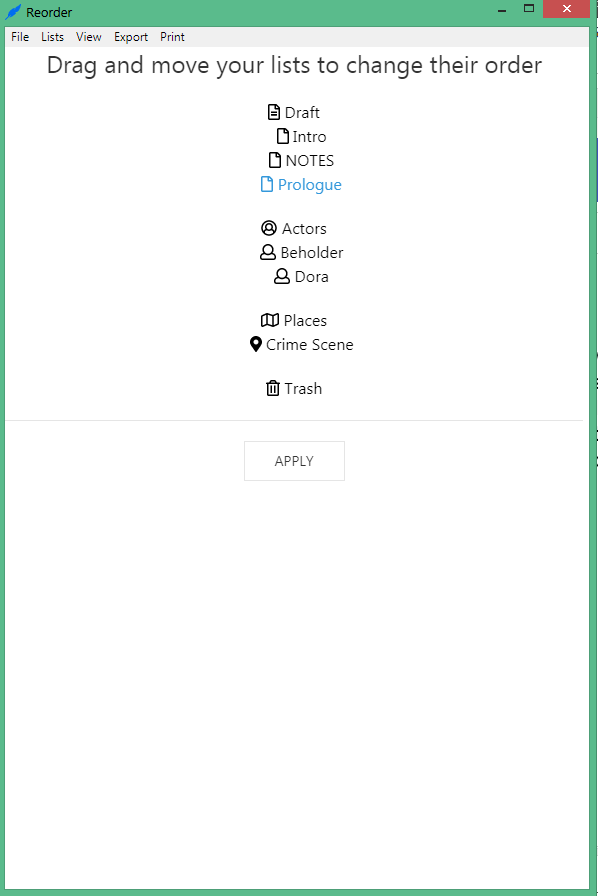 Reorder
File Lists View Export Print
Drag and move your lists to change their order
Draft
Intro
NOTES
Prologue
Actors
Beholder
Dora
Places
Crime Scene
Trash
APPLY